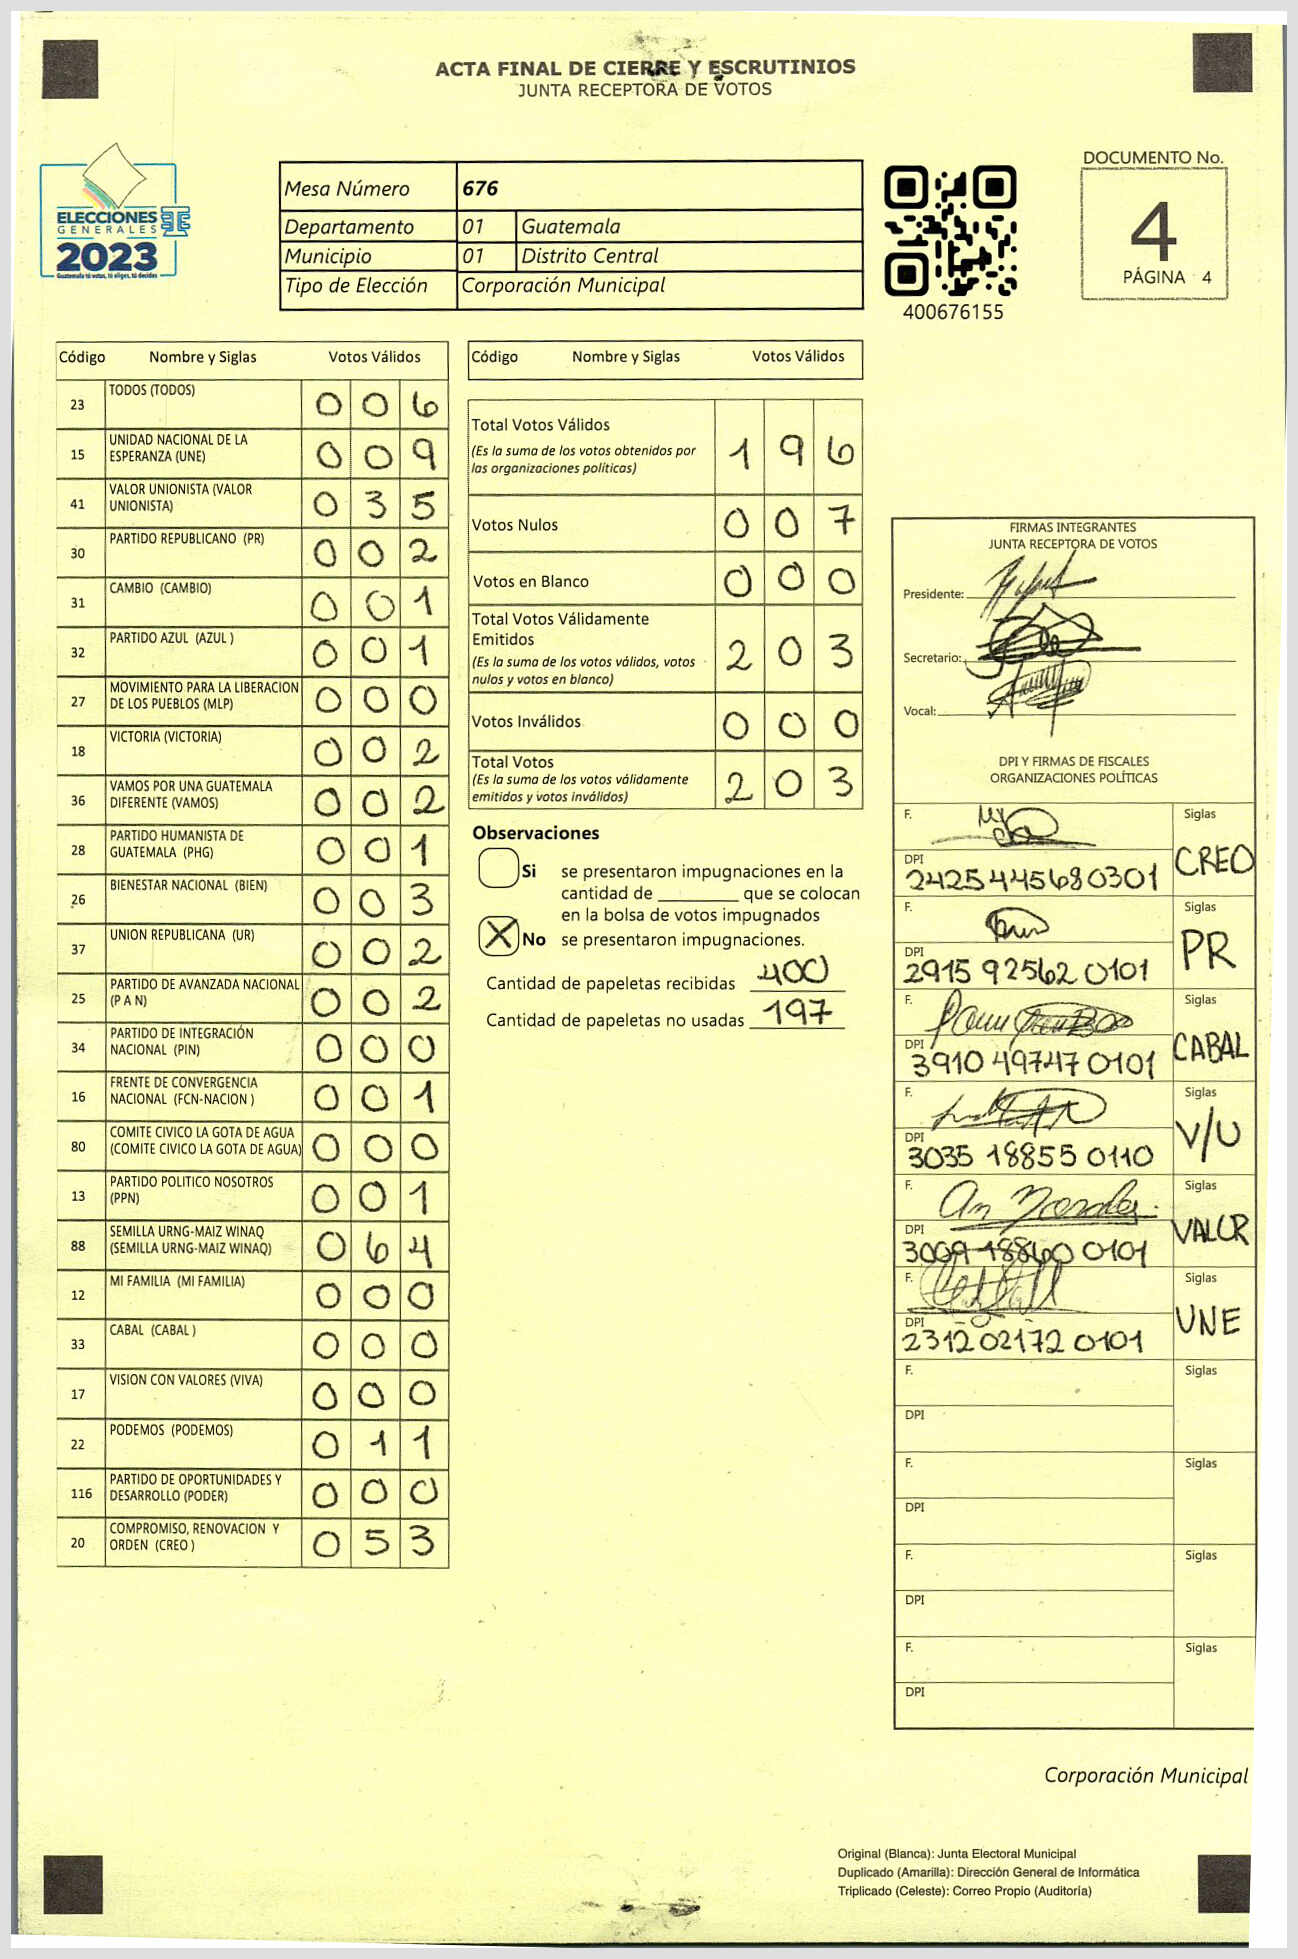 ACTA FINAL DE CIERRE Y ESCRUTINIOS
JUNTA RECEPTORA DE VOTOS
ELECCIONES
GENERALES
2023
Guatemala tú votas, tú eliges, tú decides
Mesa Número 676
Departamento 01 Guatemala
Municipio 01 Distrito Central
Tipo de Elección Corporación Municipal
400676155
DOCUMENTO No.
4
PÁGINA 4
Código Nombre y Siglas Votos Válidos
23 TODOS (TODOS) 0 0 6
15 UNIDAD NACIONAL DE LA
ESPERANZA (UNE) 0 0 9
41 VALOR UNIONISTA (VALOR
UNIONISTA) 0 3 5
30 PARTIDO REPUBLICANO (PR) 0 0 2
31 CAMBIO (CAMBIO) 0 0 1
32 PARTIDO AZUL (AZUL ) 0 0 1
27 MOVIMIENTO PARA LA LIBERACION
DE LOS PUEBLOS (MLP) 0 0 0
18 VICTORIA (VICTORIA) 0 0 2
36 VAMOS POR UNA GUATEMALA
DIFERENTE (VAMOS) 0 0 2
28 PARTIDO HUMANISTA DE
GUATEMALA (PHG) 0 0 1
26 BIENESTAR NACIONAL (BIEN) 0 0 3
37 UNION REPUBLICANA (UR) 0 0 2
25 PARTIDO DE AVANZADA NACIONAL
(P A N) 0 0 2
34 PARTIDO DE INTEGRACIÓN
NACIONAL (PIN) 0 0 0
16 FRENTE DE CONVERGENCIA
NACIONAL (FCN-NACION ) 0 0 1
80 COMITE CIVICO LA GOTA DE AGUA
(COMITE CIVICO LA GOTA DE AGUA) 0 0 0
13 PARTIDO POLITICO NOSOTROS
(PPN) 0 0 1
88 SEMILLA URNG-MAIZ WINAQ
(SEMILLA URNG-MAIZ WINAQ) 0 6 4
12 MI FAMILIA (MI FAMILIA) 0 0 0
33 CABAL (CABAL ) 0 0 0
17 VISION CON VALORES (VIVA) 0 0 0
22 PODEMOS (PODEMOS) 0 1 1
116 PARTIDO DE OPORTUNIDADES Y
DESARROLLO (PODER) 0 0 0
20 COMPROMISO, RENOVACION Y
ORDEN (CREO ) 0 5 3
Código Nombre y Siglas Votos Válidos
Total Votos Válidos
(Es la suma de los votos obtenidos por
las organizaciones políticas) 1 9 6
Votos Nulos 0 0 7
Votos en Blanco 0 0 0
Total Votos Válidamente
Emitidos
(Es la suma de los votos válidos, votos
nulos y votos en blanco) 2 0 3
Votos Inválidos 0 0 0
Total Votos
(Es la suma de los votos válidamente
emitidos y votos inválidos) 2 0 3
Observaciones
Si se presentaron impugnaciones en la
cantidad de ________ que se colocan
en la bolsa de votos impugnados
X No se presentaron impugnaciones.
Cantidad de papeletas recibidas 400
Cantidad de papeletas no usadas 197
FIRMAS INTEGRANTES
JUNTA RECEPTORA DE VOTOS
Presidente:
Secretario:
Vocal:
DPI Y FIRMAS DE FISCALES
ORGANIZACIONES POLÍTICAS
F. Siglas
DPI 2425 44568 0301 CREO
F. Siglas
DPI 2915 92562 0101 PR
F. Siglas
DPI 3910 49747 0101 CABAL
F. Siglas
DPI 3035 18855 0110 V/U
F. Siglas
DPI 3009 18860 0101 VALOR
F. Siglas
DPI 2312 02172 0101 UNE
F. Siglas
DPI
F. Siglas
DPI
F. Siglas
DPI
F. Siglas
DPI
Corporación Municipal
Original (Blanca): Junta Electoral Municipal
Duplicado (Amarilla): Dirección General de Informática
Triplicado (Celeste): Correo Propio (Auditoría)